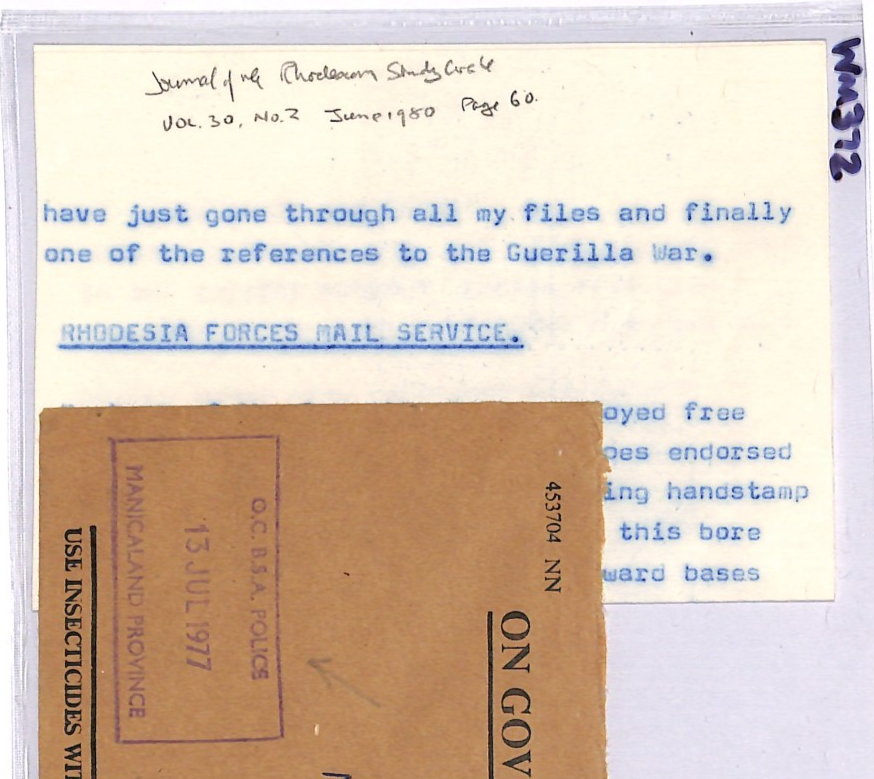 Journal of the Rhodesian Study Circle
VOL. 30, No. 2 June 1980 Page 60.
Wm372
have just gone through all my files and finally
one of the references to the Guerilla War.
RHODESIA FORCES MAIL SERVICE.
oyed free
oes endorsed
ing handstamp
this bore
ward bases
453704 NN
ON GOV
O.C. B.S.A. POLICE
13 JUL 1977
MANICALAND PROVINCE
USE INSECTICIDES WIT